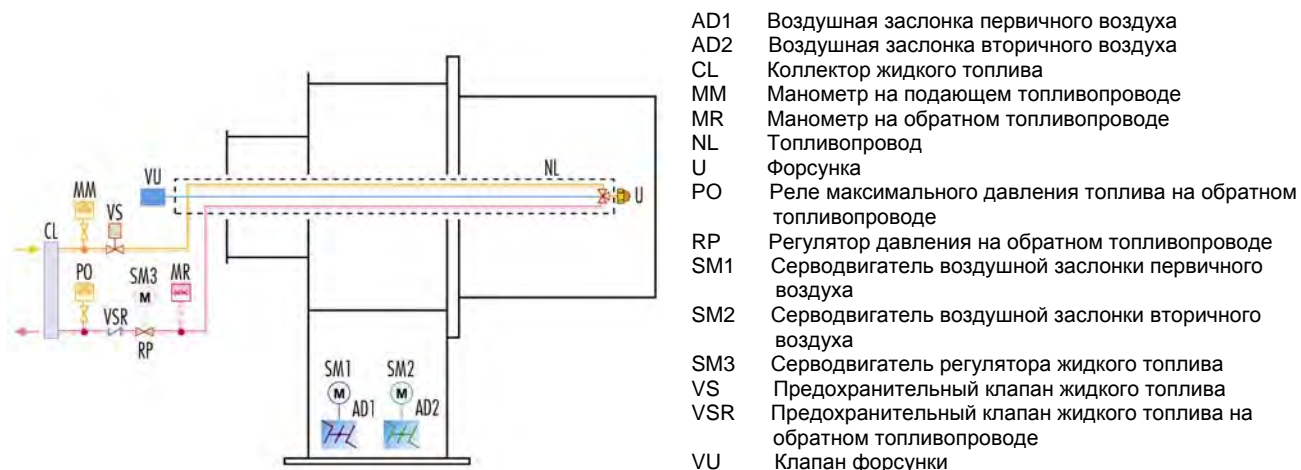 NL
VU
MM
VS
U
CL
PO
SM3
MR
M
VSR
RP
SM1
SM2
M
M
AD1
AD2
AD1 Воздушная заслонка первичного воздуха
AD2 Воздушная заслонка вторичного воздуха
CL Коллектор жидкого топлива
MM Манометр на подающем топливопроводе
MR Манометр на обратном топливопроводе
NL Топливопровод
U Форсунка
PO Реле максимального давления топлива на обратном
топливопроводе
RP Регулятор давления на обратном топливопроводе
SM1 Серводвигатель воздушной заслонки первичного
воздуха
SM2 Серводвигатель воздушной заслонки вторичного
воздуха
SM3 Серводвигатель регулятора жидкого топлива
VS Предохранительный клапан жидкого топлива
VSR Предохранительный клапан жидкого топлива на
обратном топливопроводе
VU Клапан форсунки